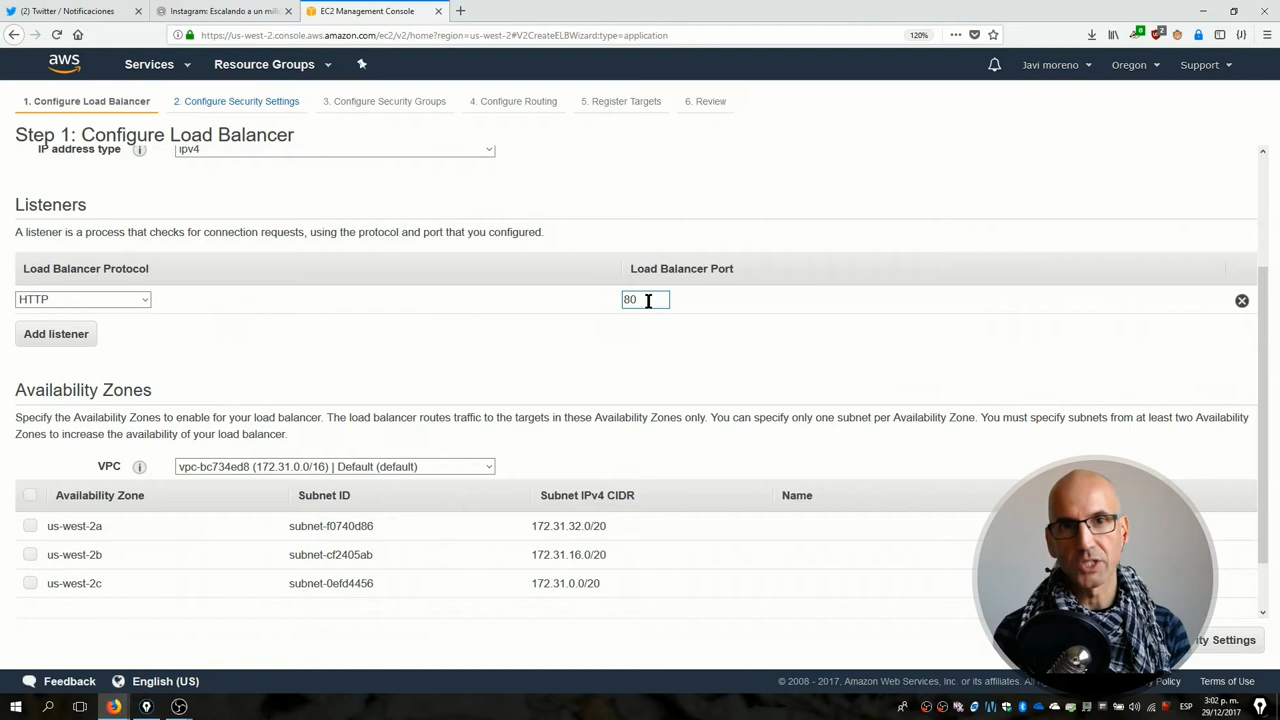 (2) Twitter / Notificaciones
Instagram: Escalando a un mill
EC2 Management Console
https://us-west-2.console.aws.amazon.com/ec2/v2/home?region=us-west-2#V2CreateELBWizard:type=application
120%
aws
Services
Resource Groups
Javi moreno
Oregon
Support
1. Configure Load Balancer
2. Configure Security Settings
3. Configure Security Groups
4. Configure Routing
5. Register Targets
6. Review
Step 1: Configure Load Balancer
IP address type
ipv4
Listeners
A listener is a process that checks for connection requests, using the protocol and port that you configured.
Load Balancer Protocol
Load Balancer Port
HTTP
80
Add listener
Availability Zones
Specify the Availability Zones to enable for your load balancer. The load balancer routes traffic to the targets in these Availability Zones only. You can specify only one subnet per Availability Zone. You must specify subnets from at least two Availability
Zones to increase the availability of your load balancer.
VPC
vpc-bc734ed8 (172.31.0.0/16) | Default (default)
Availability Zone
Subnet ID
Subnet IPv4 CIDR
Name
us-west-2a
subnet-f0740d86
172.31.32.0/20
us-west-2b
subnet-cf2405ab
172.31.16.0/20
us-west-2c
subnet-0efd4456
172.31.0.0/20
Settings
Feedback
English (US)
© 2008 - 2017, Amazon Web Services, Inc. or its affiliates.
Policy
Terms of Use
ESP
3:02 p. m.
29/12/2017